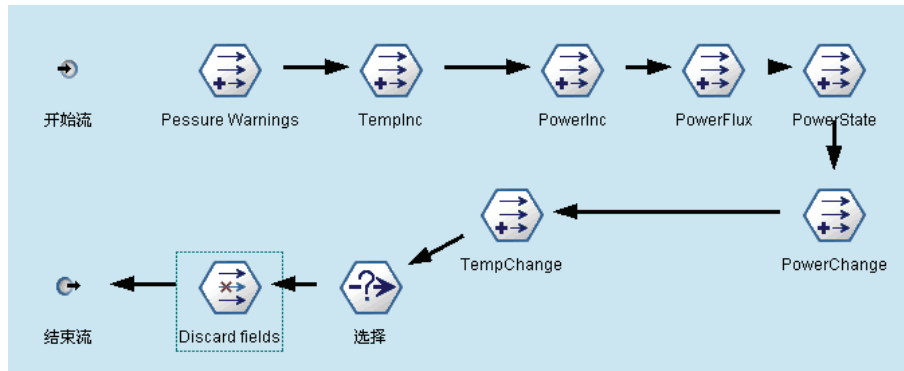 开始流
Pessure Warnings
TempInc
PowerInc
PowerFlux
PowerState
TempChange
PowerChange
结束流
Discard fields
选择